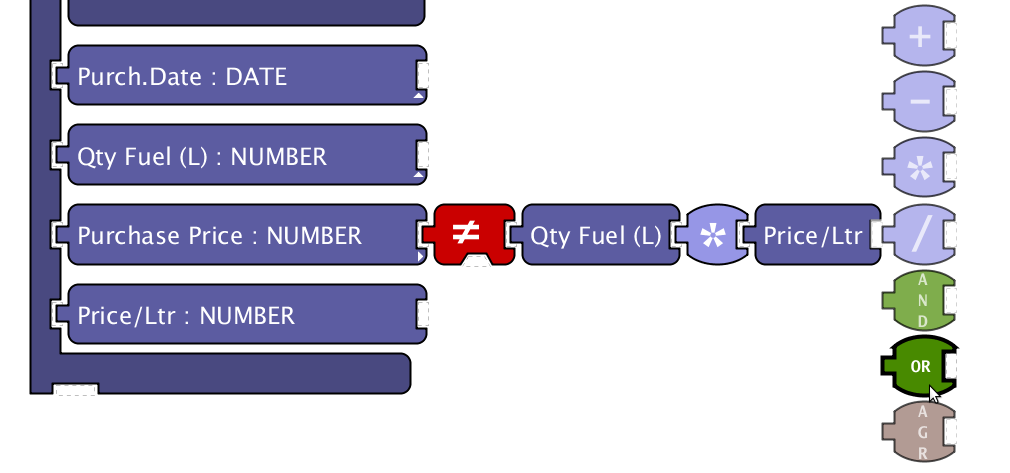 +
Purch.Date : DATE
−
Qty Fuel (L) : NUMBER
*
Purchase Price : NUMBER ≠ Qty Fuel (L) * Price/Ltr /
AND
Price/Ltr : NUMBER
OR
AGR